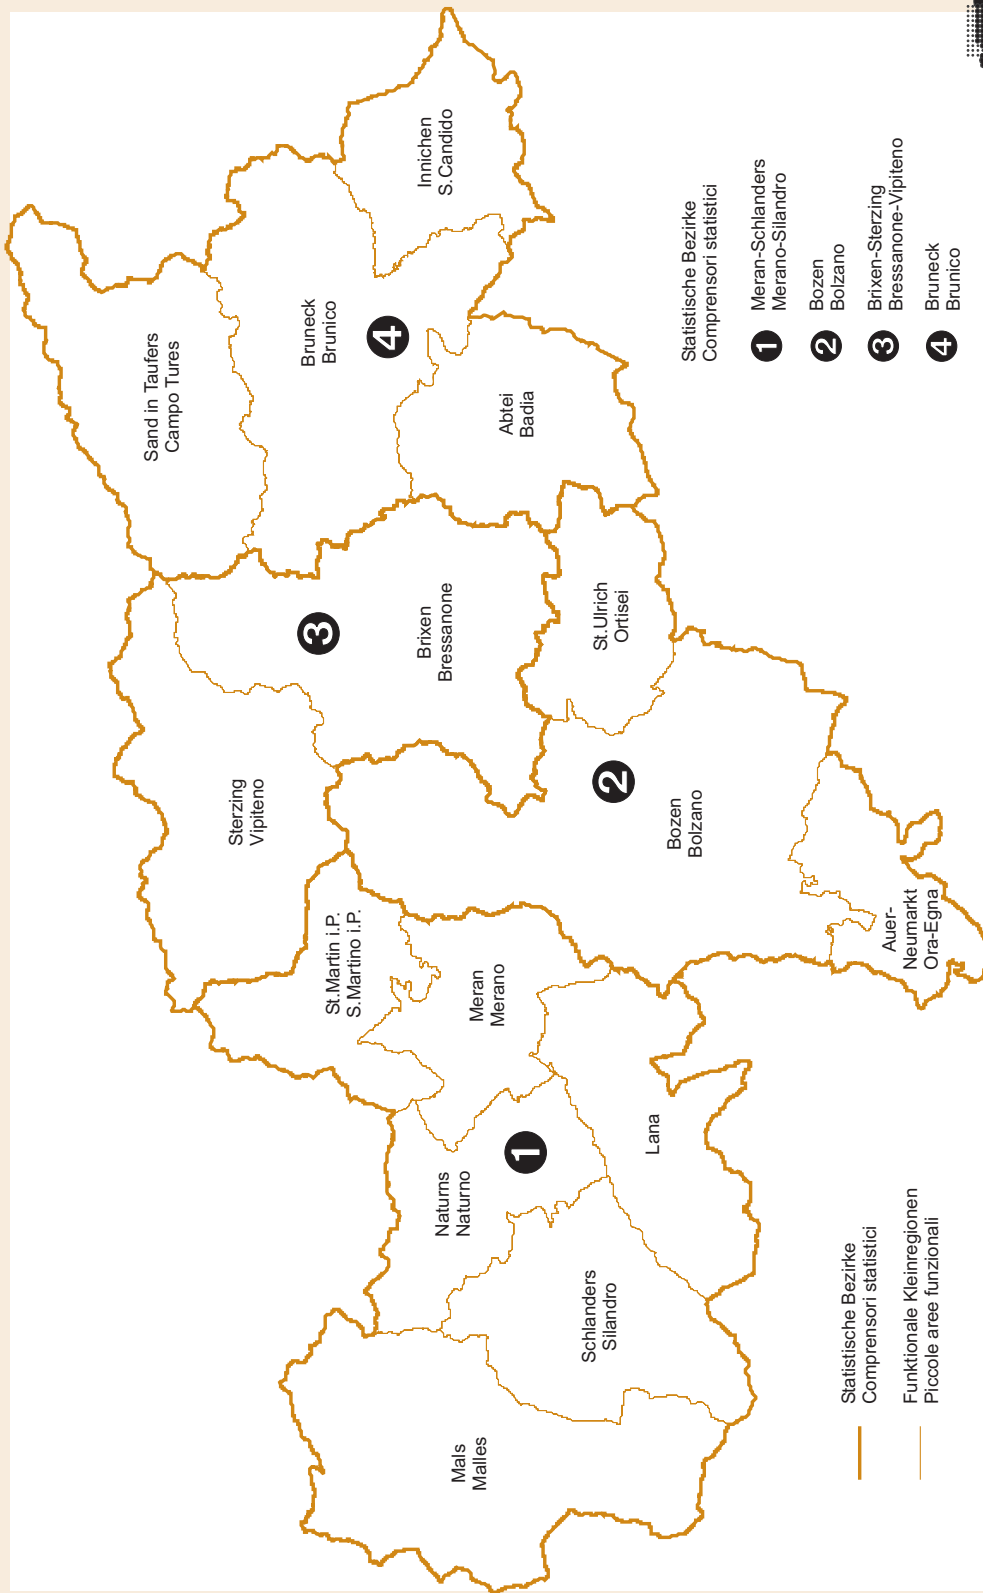 Sand in Taufers
Campo Tures
Innichen
S.Candido
Bruneck
Brunico
4
Abtei
Badia
Sterzing
Vipiteno
3
Brixen
Bressanone
St.Ulrich
Ortisei
St.Martin i.P.
S.Martino i.P.
Meran
Merano
2
Bozen
Bolzano
Auer-
Neumarkt
Ora-Egna
Naturns
Naturno
1
Lana
Schlanders
Silandro
Mals
Malles
Statistische Bezirke
Comprensori statistici
Funktionale Kleinregionen
Piccole aree funzionali
Statistische Bezirke
Comprensori statistici
1 Meran-Schlanders
Merano-Silandro
2 Bozen
Bolzano
3 Brixen-Sterzing
Bressanone-Vipiteno
4 Bruneck
Brunico